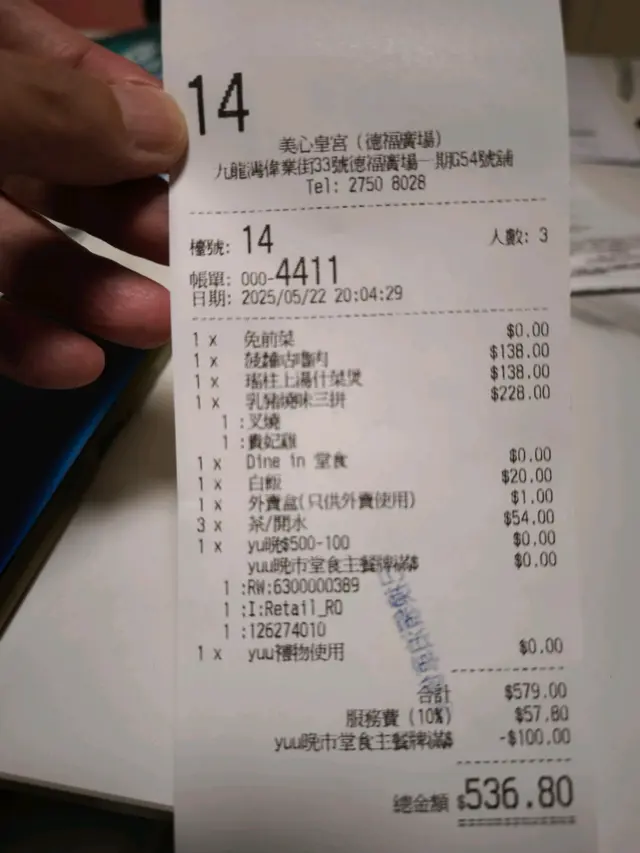 14
美心皇宮（德福廣場）
九龍灣偉業街33號德福廣場一期G54號舖
Tel: 2750 8028
檯號: 14 人數: 3
帳單: 000-4411
日期: 2025/05/22 20:04:29
1 x 免前菜 $0.00
1 x 菠蘿咕嚕肉 $138.00
1 x 瑤柱上湯什菜煲 $138.00
1 x 乳豬燒味三拼 $228.00
1 :叉燒
1 :貴妃雞
1 x Dine in 堂食 $0.00
1 x 白飯 $20.00
1 x 外賣盒(只供外賣使用) $1.00
3 x 茶/開水 $54.00
1 x yu晚$500-100 $0.00
yuu晚市堂食主餐牌滿$ $0.00
1 :RW:6300000389
1 :I:Retail_RO
1 :126274010
1 x yuu禮物使用 $0.00
合計 $579.00
服務費 (10%) $57.80
yuu晚市堂食主餐牌滿$ -$100.00
總金額 $536.80